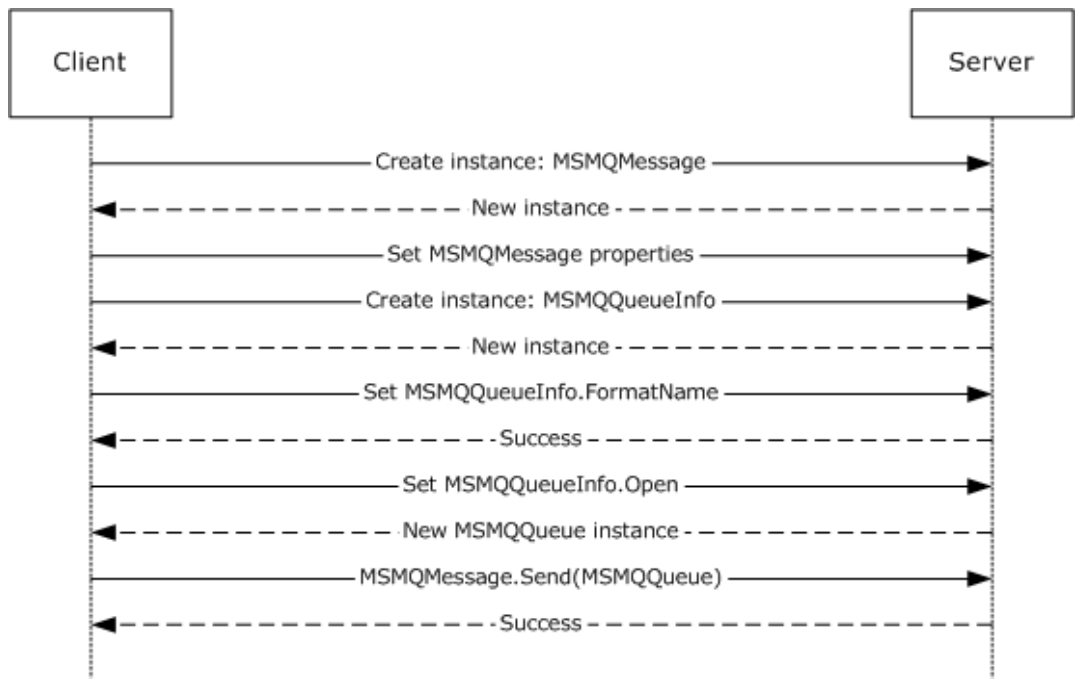 Client
Server
Create instance: MSMQMessage
New instance
Set MSMQMessage properties
Create instance: MSMQQueueInfo
New instance
Set MSMQQueueInfo.FormatName
Success
Set MSMQQueueInfo.Open
New MSMQQueue instance
MSMQMessage.Send(MSMQQueue)
Success